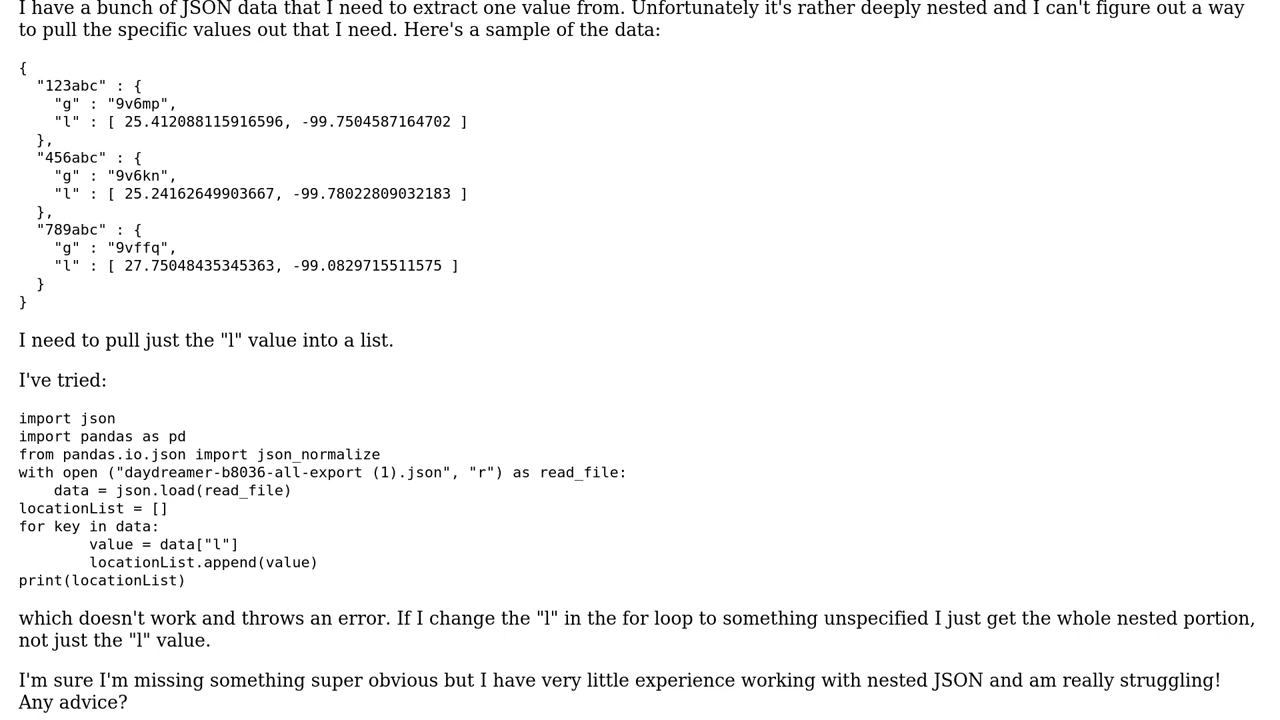 I have a bunch of JSON data that I need to extract one value from. Unfortunately it's rather deeply nested and I can't figure out a way
to pull the specific values out that I need. Here's a sample of the data:
{
  "123abc" : {
    "g" : "9v6mp",
    "l" : [ 25.412088115916596, -99.7504587164702 ]
  },
  "456abc" : {
    "g" : "9v6kn",
    "l" : [ 25.24162649903667, -99.78022809032183 ]
  },
  "789abc" : {
    "g" : "9vffq",
    "l" : [ 27.75048435345363, -99.0829715511575 ]
  }
}
I need to pull just the "l" value into a list.
I've tried:
import json
import pandas as pd
from pandas.io.json import json_normalize
with open ("daydreamer-b8036-all-export (1).json", "r") as read_file:
    data = json.load(read_file)
locationList = []
for key in data:
        value = data["l"]
        locationList.append(value)
print(locationList)
which doesn't work and throws an error. If I change the "l" in the for loop to something unspecified I just get the whole nested portion,
not just the "l" value.
I'm sure I'm missing something super obvious but I have very little experience working with nested JSON and am really struggling!
Any advice?